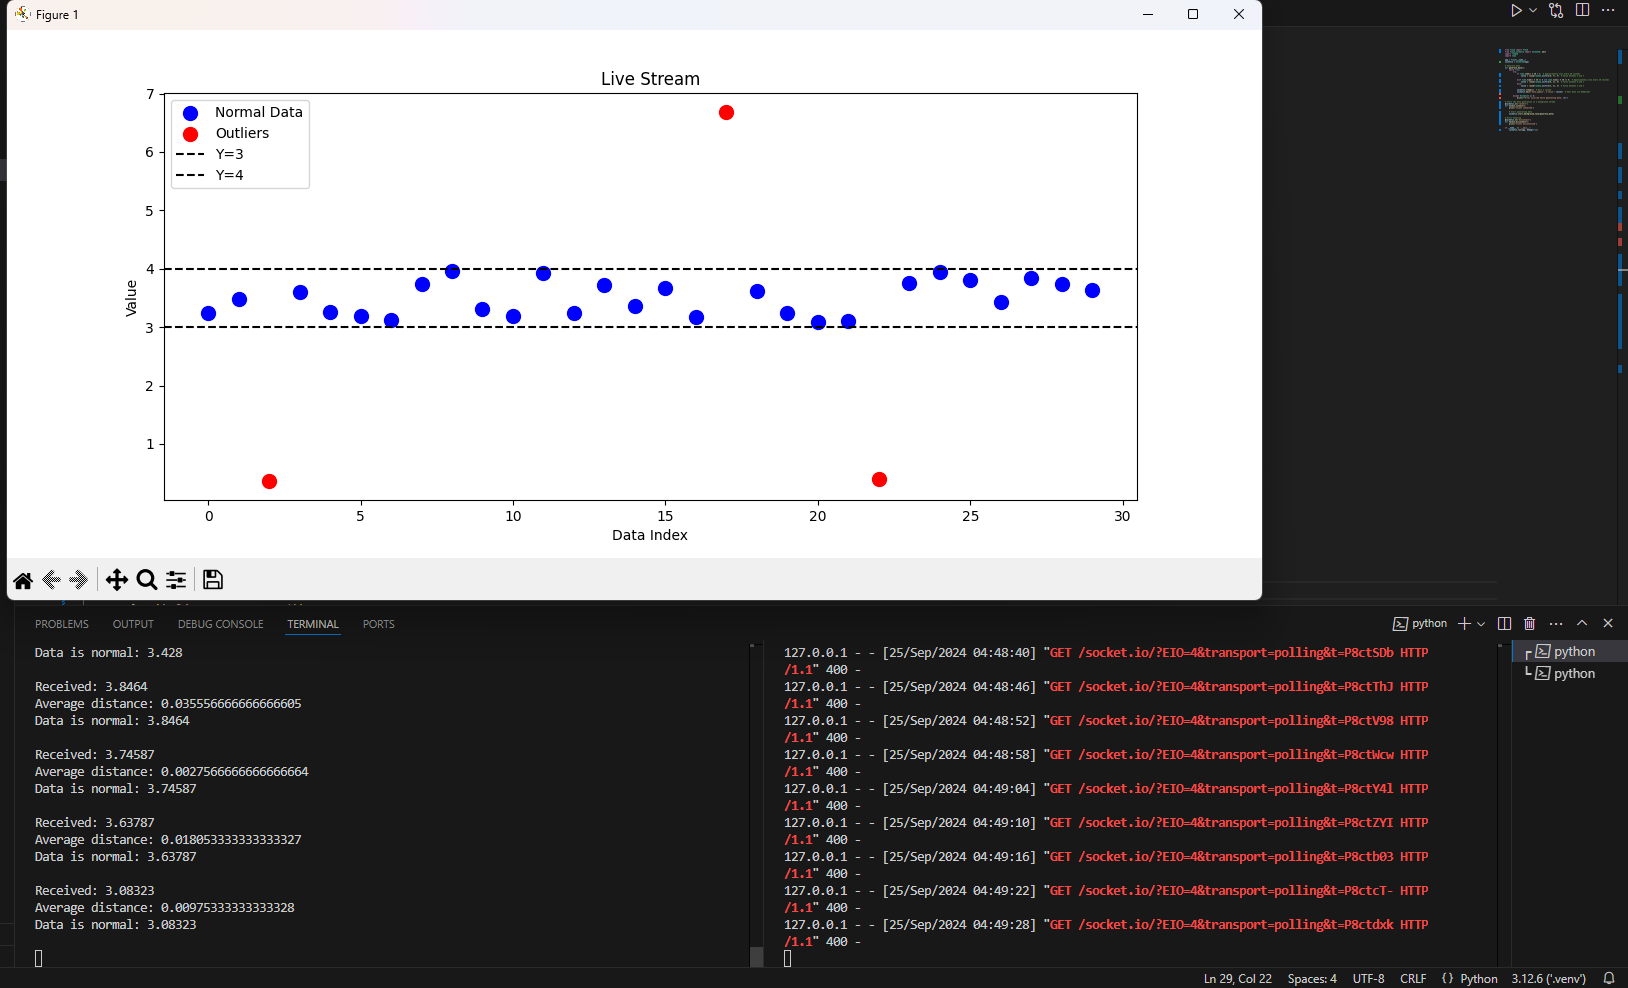 Figure 1
Live Stream
Normal Data
Outliers
Y=3
Y=4
7
6
5
4
3
2
1
Value
0
5
10
15
20
25
30
Data Index
PROBLEMS
OUTPUT
DEBUG CONSOLE
TERMINAL
PORTS
python
Data is normal: 3.428
Received: 3.8464
Average distance: 0.035556666666666605
Data is normal: 3.8464
Received: 3.74587
Average distance: 0.0027566666666666664
Data is normal: 3.74587
Received: 3.63787
Average distance: 0.018053333333333327
Data is normal: 3.63787
Received: 3.08323
Average distance: 0.00975333333333328
Data is normal: 3.08323
127.0.0.1 - - [25/Sep/2024 04:48:40] "GET /socket.io/?EIO=4&transport=polling&t=P8ctSDb HTTP
/1.1" 400 -
127.0.0.1 - - [25/Sep/2024 04:48:46] "GET /socket.io/?EIO=4&transport=polling&t=P8ctThJ HTTP
/1.1" 400 -
127.0.0.1 - - [25/Sep/2024 04:48:52] "GET /socket.io/?EIO=4&transport=polling&t=P8ctV98 HTTP
/1.1" 400 -
127.0.0.1 - - [25/Sep/2024 04:48:58] "GET /socket.io/?EIO=4&transport=polling&t=P8ctWcw HTTP
/1.1" 400 -
127.0.0.1 - - [25/Sep/2024 04:49:04] "GET /socket.io/?EIO=4&transport=polling&t=P8ctY4l HTTP
/1.1" 400 -
127.0.0.1 - - [25/Sep/2024 04:49:10] "GET /socket.io/?EIO=4&transport=polling&t=P8ctZYI HTTP
/1.1" 400 -
127.0.0.1 - - [25/Sep/2024 04:49:16] "GET /socket.io/?EIO=4&transport=polling&t=P8ctb03 HTTP
/1.1" 400 -
127.0.0.1 - - [25/Sep/2024 04:49:22] "GET /socket.io/?EIO=4&transport=polling&t=P8ctcT- HTTP
/1.1" 400 -
127.0.0.1 - - [25/Sep/2024 04:49:28] "GET /socket.io/?EIO=4&transport=polling&t=P8ctdxk HTTP
/1.1" 400 -
python
python
Ln 29, Col 22
Spaces: 4
UTF-8
CRLF
{ } Python
3.12.6 ('.venv')